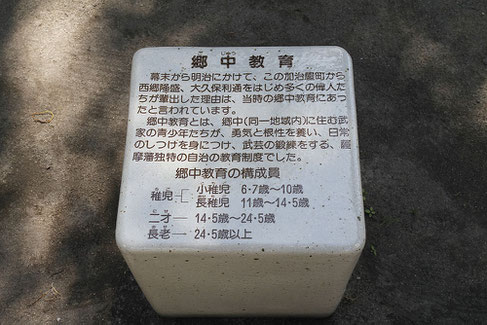 郷中教育
幕末から明治にかけて、この加治屋町から
西郷隆盛、大久保利通をはじめ多くの偉人た
ちが輩出した理由は、当時の郷中教育にあっ
たと言われています。
郷中教育とは、郷中(同一地域内)に住む武
家の青少年たちが、勇気と根性を養い、日常
のしつけを身につけ、武芸の鍛練をする、薩
摩藩独特の自治の教育制度でした。
郷中教育の構成員
稚児 小稚児 6・7歳〜10歳
長稚児 11歳〜14・5歳
二才― 14・5歳〜24・5歳
長老― 24・5歳以上